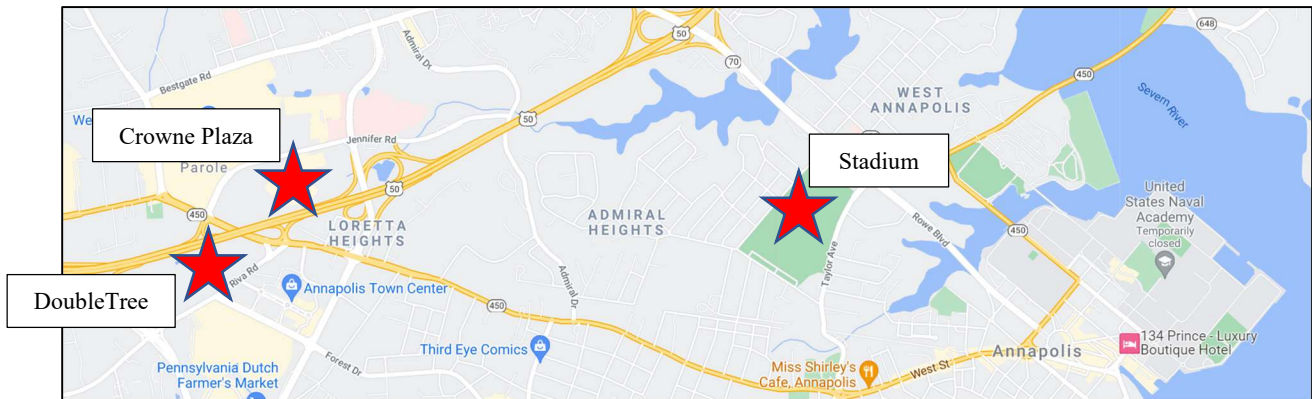 648
50
Admiral Dr
70
450
Bestgate Rd
WEST
ANNAPOLIS
Severn River
We
50
Crowne Plaza
Jennifer Rd
Stadium
Parole
50
United
States Naval
Academy
Temporarily
closed
450
LORETTA
HEIGHTS
ADMIRAL
HEIGHTS
Rowe Blvd
450
Taylor Ave
DoubleTree
Riva Rd
Annapolis Town Center
Admiral Dr
450
Third Eye Comics
Forest Dr
Pennsylvania Dutch
Farmer's Market
Miss Shirley's
Cafe, Annapolis
West St
Annapolis
134 Prince - Luxury
Boutique Hotel